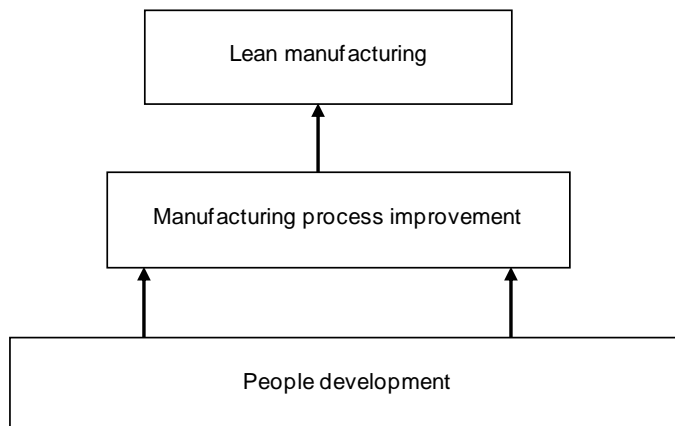 Lean manufacturing
Manufacturing process improvement
People development